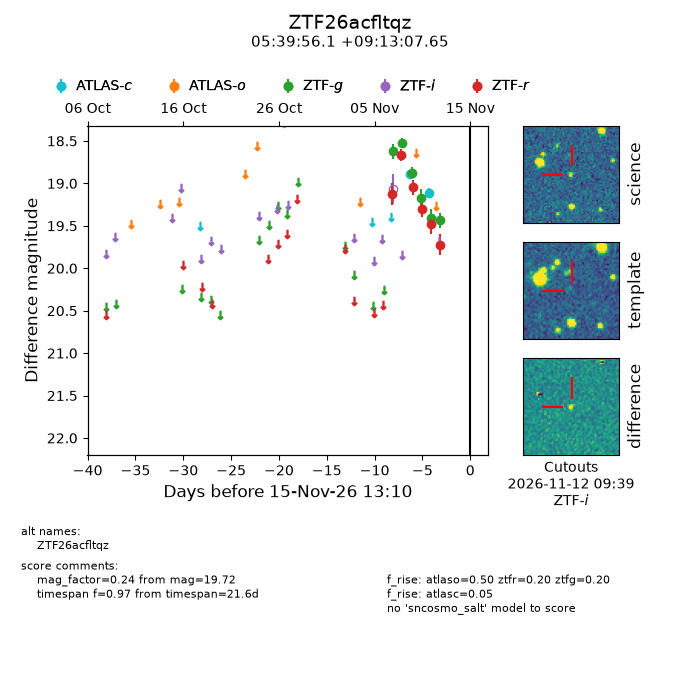 ZTF26acfltqz
05:39:56.1 +09:13:07.65
ATLAS-c
ATLAS-o
ZTF-g
ZTF-i
ZTF-r
06 Oct
16 Oct
26 Oct
05 Nov
15 Nov
18.5
19.0
19.5
20.0
20.5
21.0
21.5
22.0
Difference magnitude
−40
−35
−30
−25
−20
−15
−10
−5
0
Days before 15-Nov-26 13:10
science
template
difference
Cutouts
2026-11-12 09:39
ZTF-i
alt names:
ZTF26acfltqz
score comments:
mag_factor=0.24 from mag=19.72
timespan f=0.97 from timespan=21.6d
f_rise: atlaso=0.50 ztfr=0.20 ztfg=0.20
f_rise: atlasc=0.05
no 'sncosmo_salt' model to score